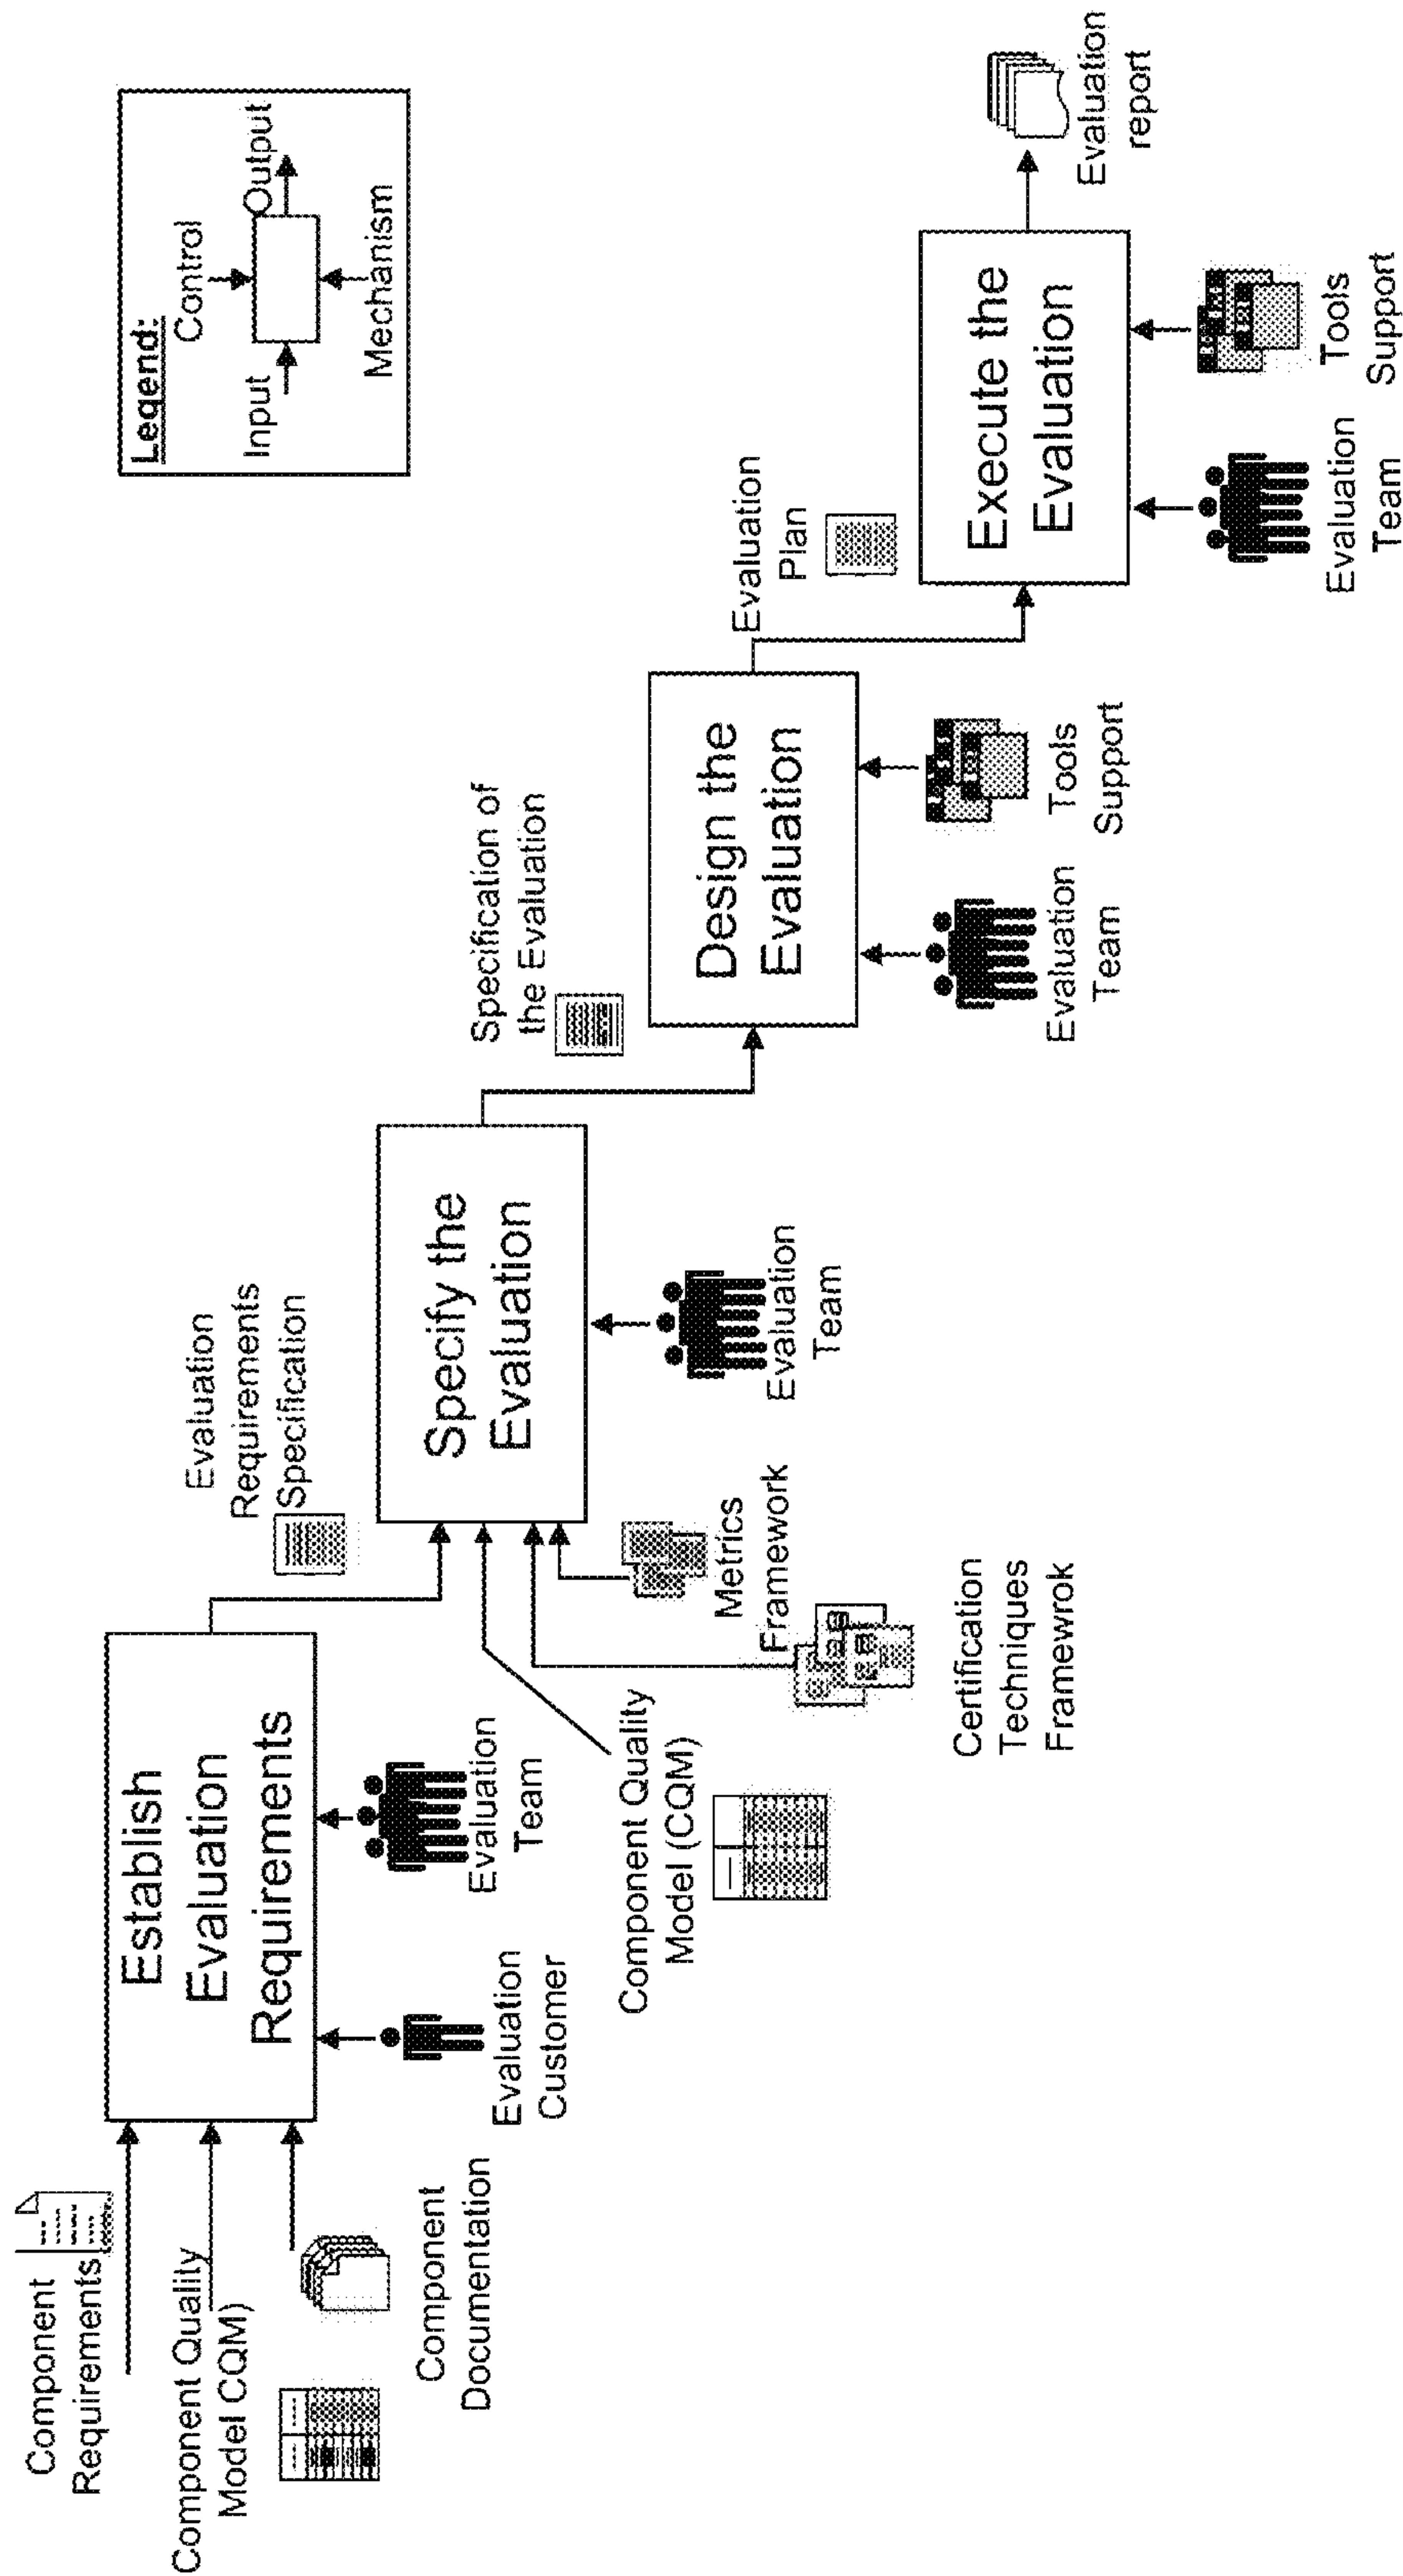 Component
Requirements
Component Quality
Model CQM)
Component
Documentation
Establish
Evaluation
Requirements
Evaluation
Customer
Evaluation
Team
Evaluation
Requirements
Specification
Component Quality
Model (CQM)
Certification
Techniques
Framewrok
Metrics
Framework
Specify the
Evaluation
Evaluation
Team
Specification of
the Evaluation
Design the
Evaluation
Evaluation
Team
Tools
Support
Evaluation
Plan
Execute the
Evaluation
Evaluation
Team
Tools
Support
Evaluation
report
Legend:
Control
Input
Output
Mechanism